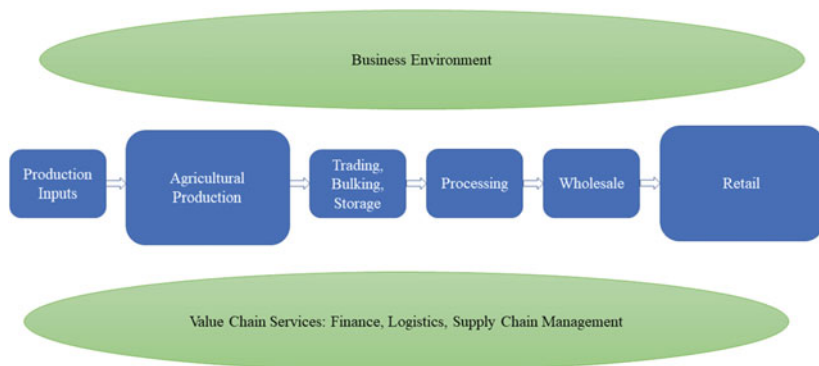 Business Environment
Production
Inputs
Agricultural
Production
Trading,
Bulking,
Storage
Processing
Wholesale
Retail
Value Chain Services: Finance, Logistics, Supply Chain Management